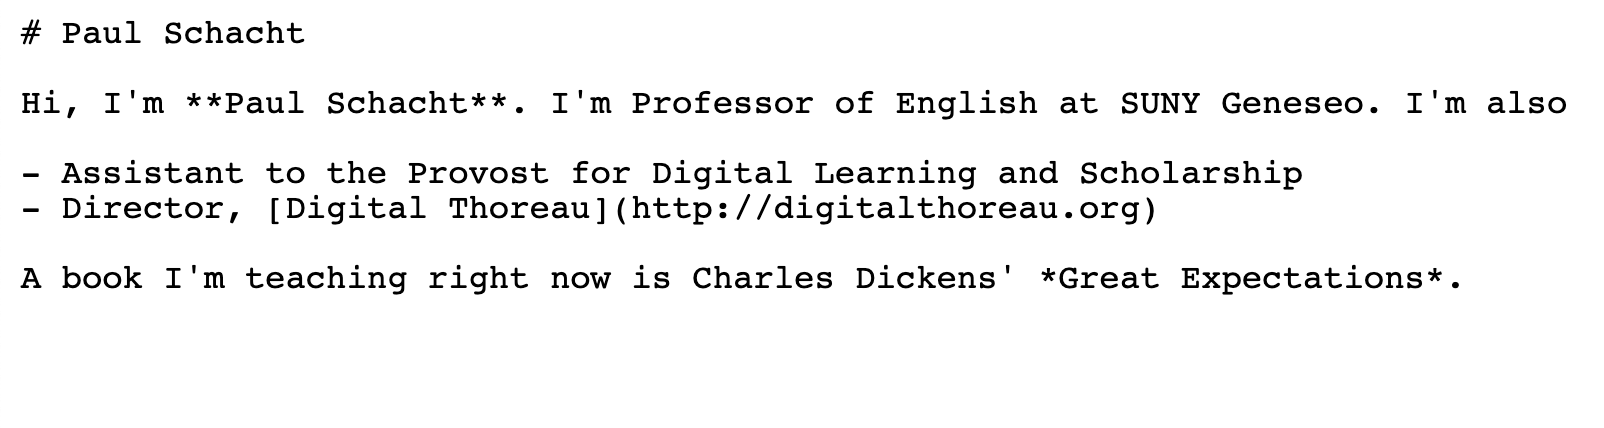 # Paul Schacht
Hi, I'm **Paul Schacht**. I'm Professor of English at SUNY Geneseo. I'm also
- Assistant to the Provost for Digital Learning and Scholarship
- Director, [Digital Thoreau](http://digitalthoreau.org)
A book I'm teaching right now is Charles Dickens' *Great Expectations*.